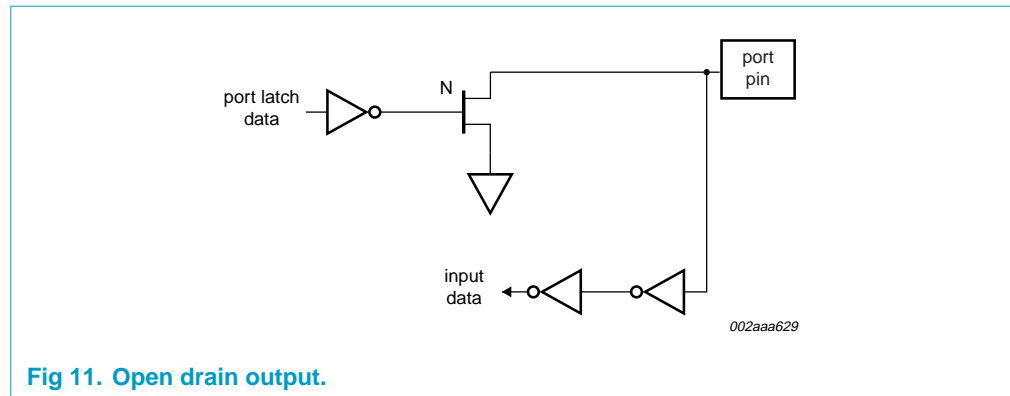 port
pin
N
port latch
data
input
data
002aaa629
Fig 11. Open drain output.